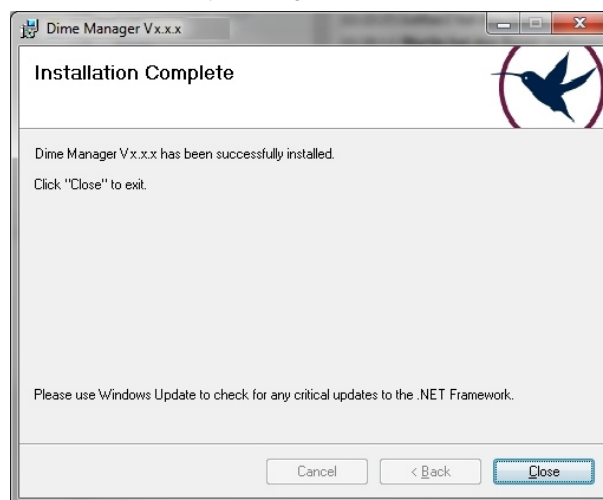 Dime Manager Vx.x.x
Installation Complete
Dime Manager Vx.x.x has been successfully installed.
Click "Close" to exit.
Please use Windows Update to check for any critical updates to the .NET Framework.
Cancel
< Back
Close